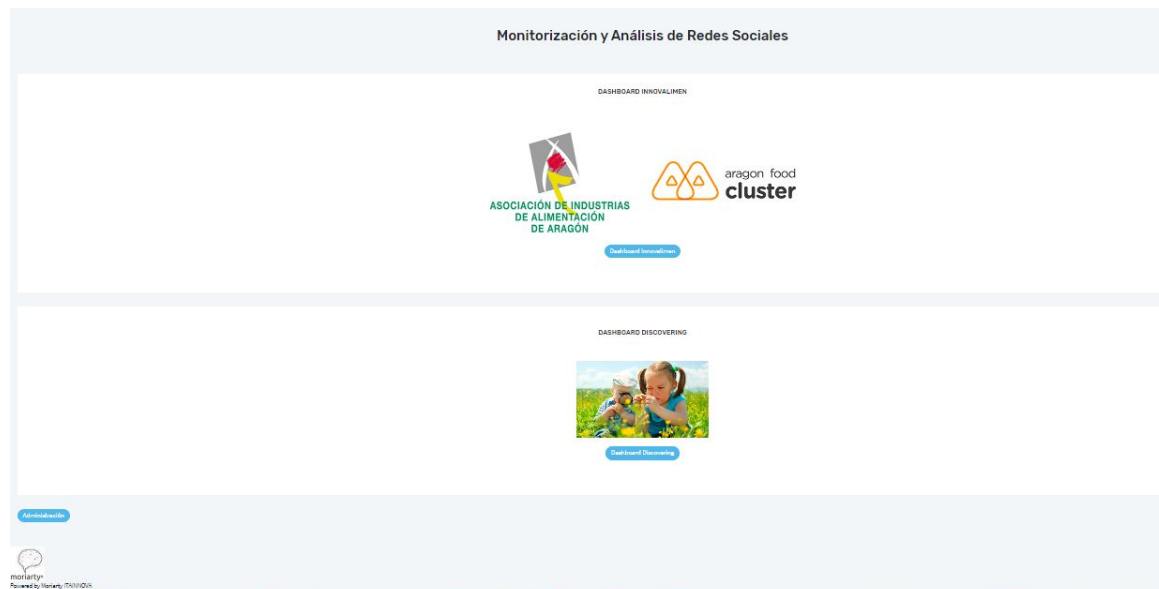 Monitorización y Análisis de Redes Sociales
DASHBOARD INNOVALIMEN
ASOCIACIÓN DE INDUSTRIAS
DE ALIMENTACIÓN
DE ARAGÓN
aragon food
cluster
Dashboard Innovalimen
DASHBOARD DISCOVERING
Dashboard Discovering
Administración
moriarty
Powered by Moriarty ITAINNOVA